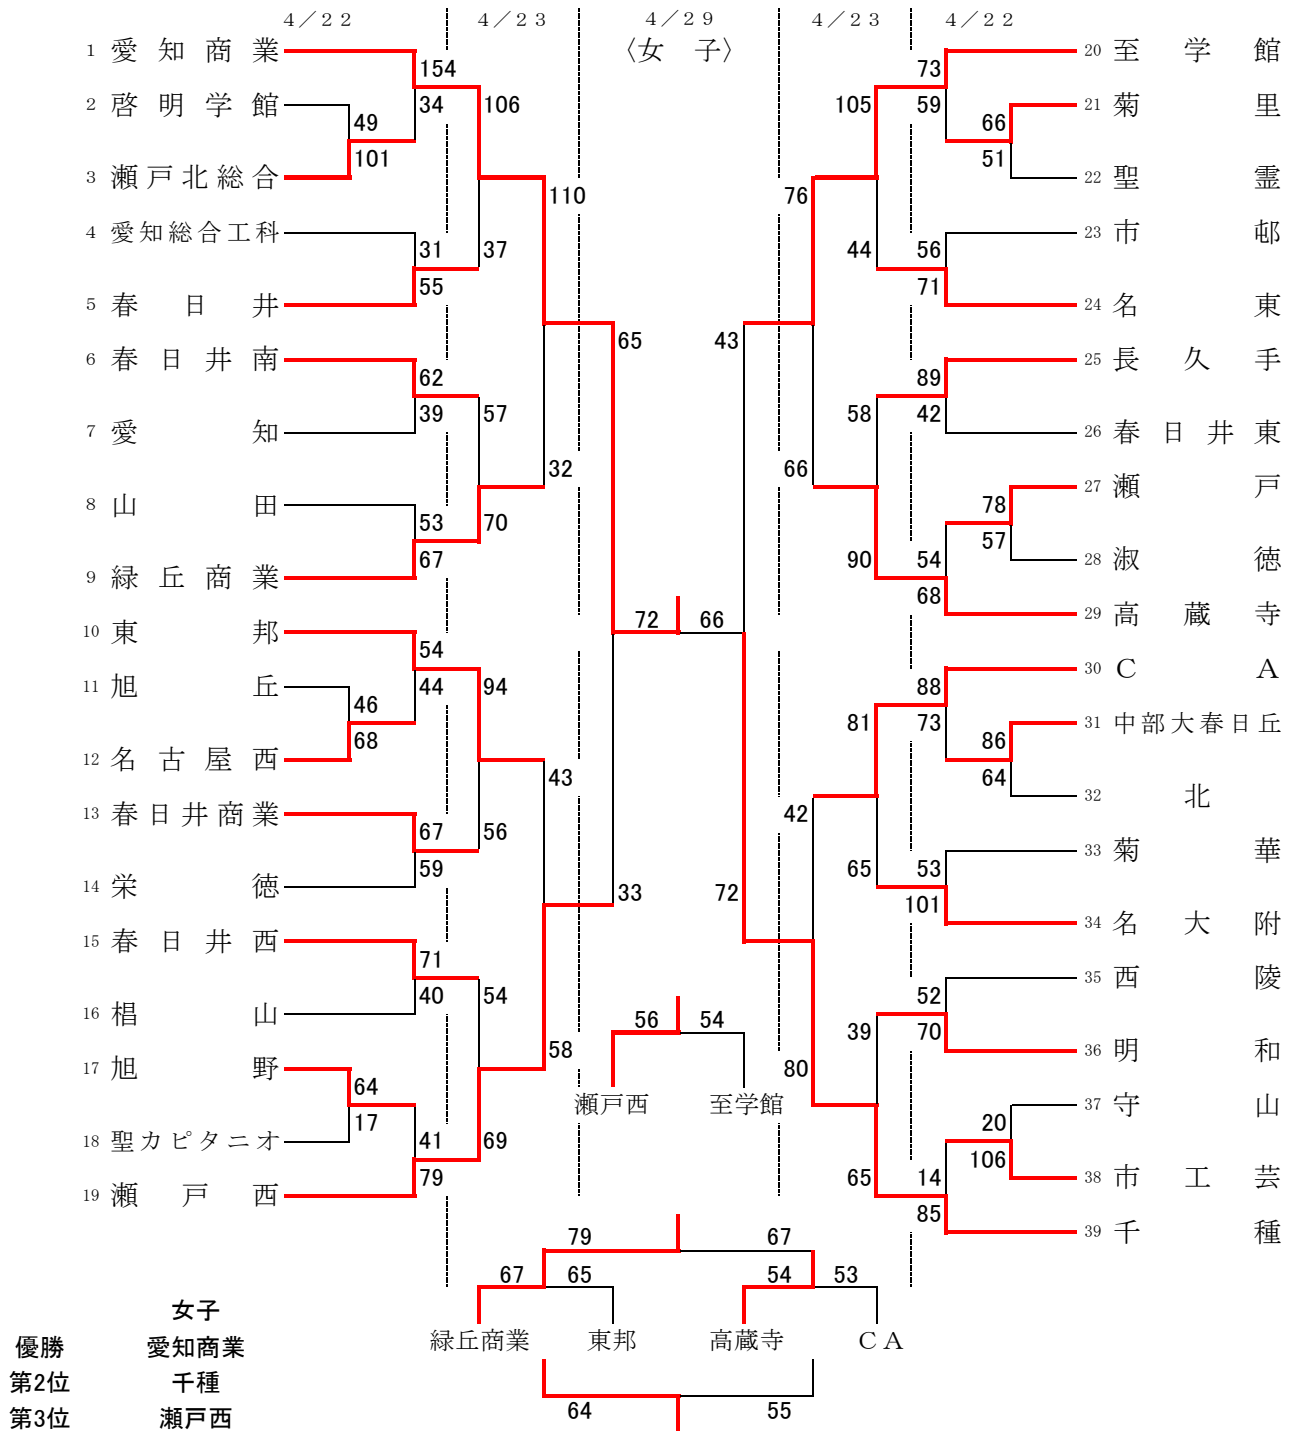 4／22 4／23 4／29 4／23 4／22
〈女 子〉
1 愛知商業
2 啓明学館
3 瀬戸北総合
4 愛知総合工科
5 春日井
6 春日井南
7 愛知
8 山田
9 緑丘商業
10 東邦
11 旭丘
12 名古屋西
13 春日井商業
14 栄徳
15 春日井西
16 椙山
17 旭野
18 聖カピタニオ
19 瀬戸西
154
34
49
101
31
55
62
39
53
67
54
44
46
68
67
59
71
40
64
17
41
79
106
37
57
70
94
56
54
69
110
32
43
58
65
33
72 66
43
72
76
66
42
80
105
44
58
90
81
65
39
65
73
59
66
51
56
71
89
42
78
57
54
68
88
73
86
64
53
101
52
70
20
106
14
85
20 至学館
21 菊里
22 聖霊
23 市邨
24 名東
25 長久手
26 春日井東
27 瀬戸
28 淑徳
29 高蔵寺
30 ＣＡ
31 中部大春日丘
32 北
33 菊華
34 名大附
35 西陵
36 明和
37 守山
38 市工芸
39 千種
56 54
瀬戸西 至学館
79 67
67 65 54 53
緑丘商業 東邦 高蔵寺 ＣＡ
64 55
女子
優勝 愛知商業
第2位 千種
第3位 瀬戸西